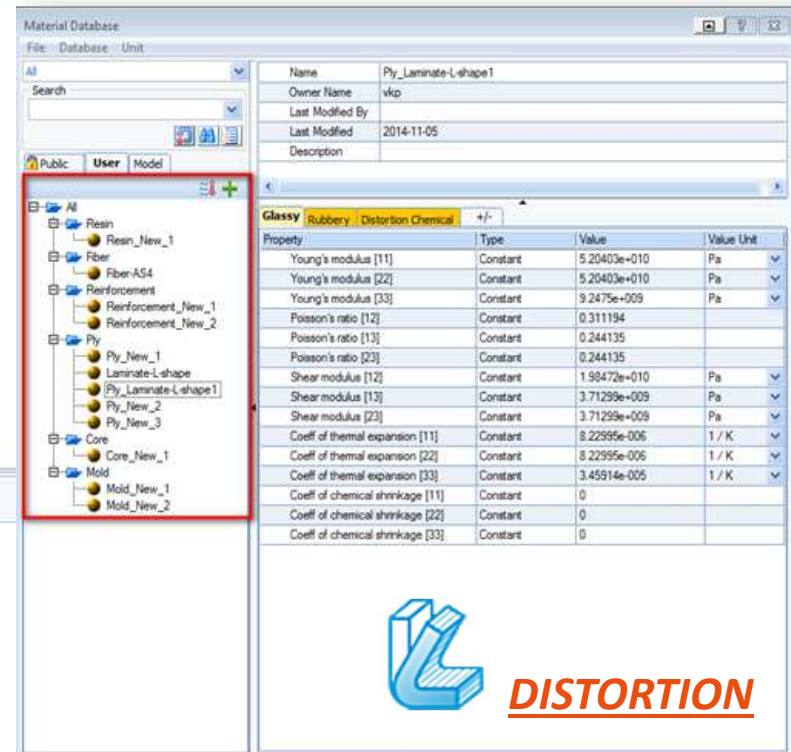 Material Database
File Database Unit
All
Search
Public User Model
All
Resin
Resin_New_1
Fiber
Fiber-AS4
Reinforcement
Reinforcement_New_1
Reinforcement_New_2
Ply
Ply_New_1
Laminate-L-shape
Ply_Laminate-L-shape1
Ply_New_2
Ply_New_3
Core
Core_New_1
Mold
Mold_New_1
Mold_New_2
Name Ply_Laminate-L-shape1
Owner Name vkp
Last Modified By
Last Modified 2014-11-05
Description
Glassy Rubbery Distortion Chemical +/-
Property Type Value Value Unit
Young's modulus [11] Constant 5.20403e+010 Pa
Young's modulus [22] Constant 5.20403e+010 Pa
Young's modulus [33] Constant 9.2475e+009 Pa
Poisson's ratio [12] Constant 0.311194
Poisson's ratio [13] Constant 0.244135
Poisson's ratio [23] Constant 0.244135
Shear modulus [12] Constant 1.98472e+010 Pa
Shear modulus [13] Constant 3.71299e+009 Pa
Shear modulus [23] Constant 3.71299e+009 Pa
Coeff of thermal expansion [11] Constant 8.22995e-006 1 / K
Coeff of thermal expansion [22] Constant 8.22995e-006 1 / K
Coeff of thermal expansion [33] Constant 3.45914e-005 1 / K
Coeff of chemical shrinkage [11] Constant 0
Coeff of chemical shrinkage [22] Constant 0
Coeff of chemical shrinkage [33] Constant 0
DISTORTION